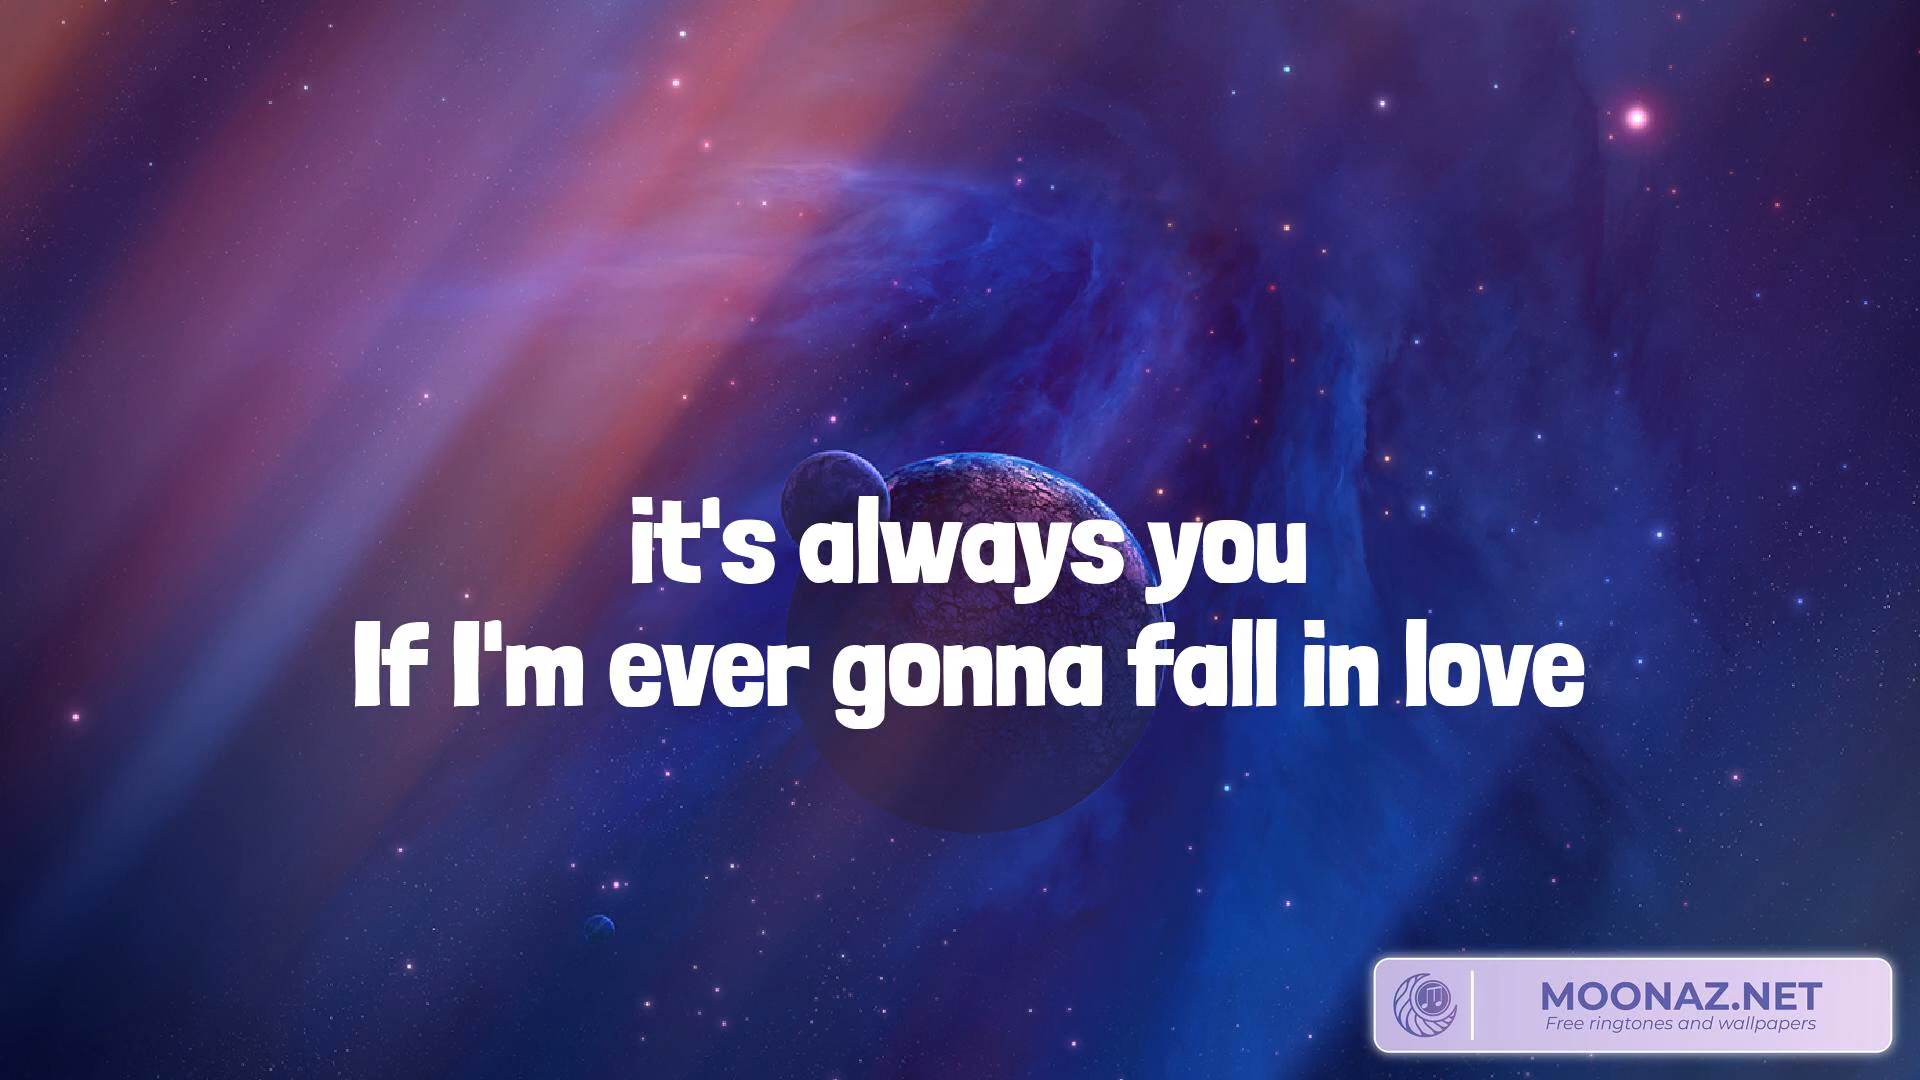 it's always you
If I'm ever gonna fall in love
MOONAZ.NET
Free ringtones and wallpapers